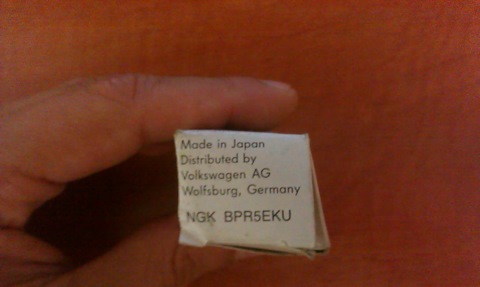 Made in Japan
Distributed by
Volkswagen AG
Wolfsburg, Germany
NGK BPR5EKU